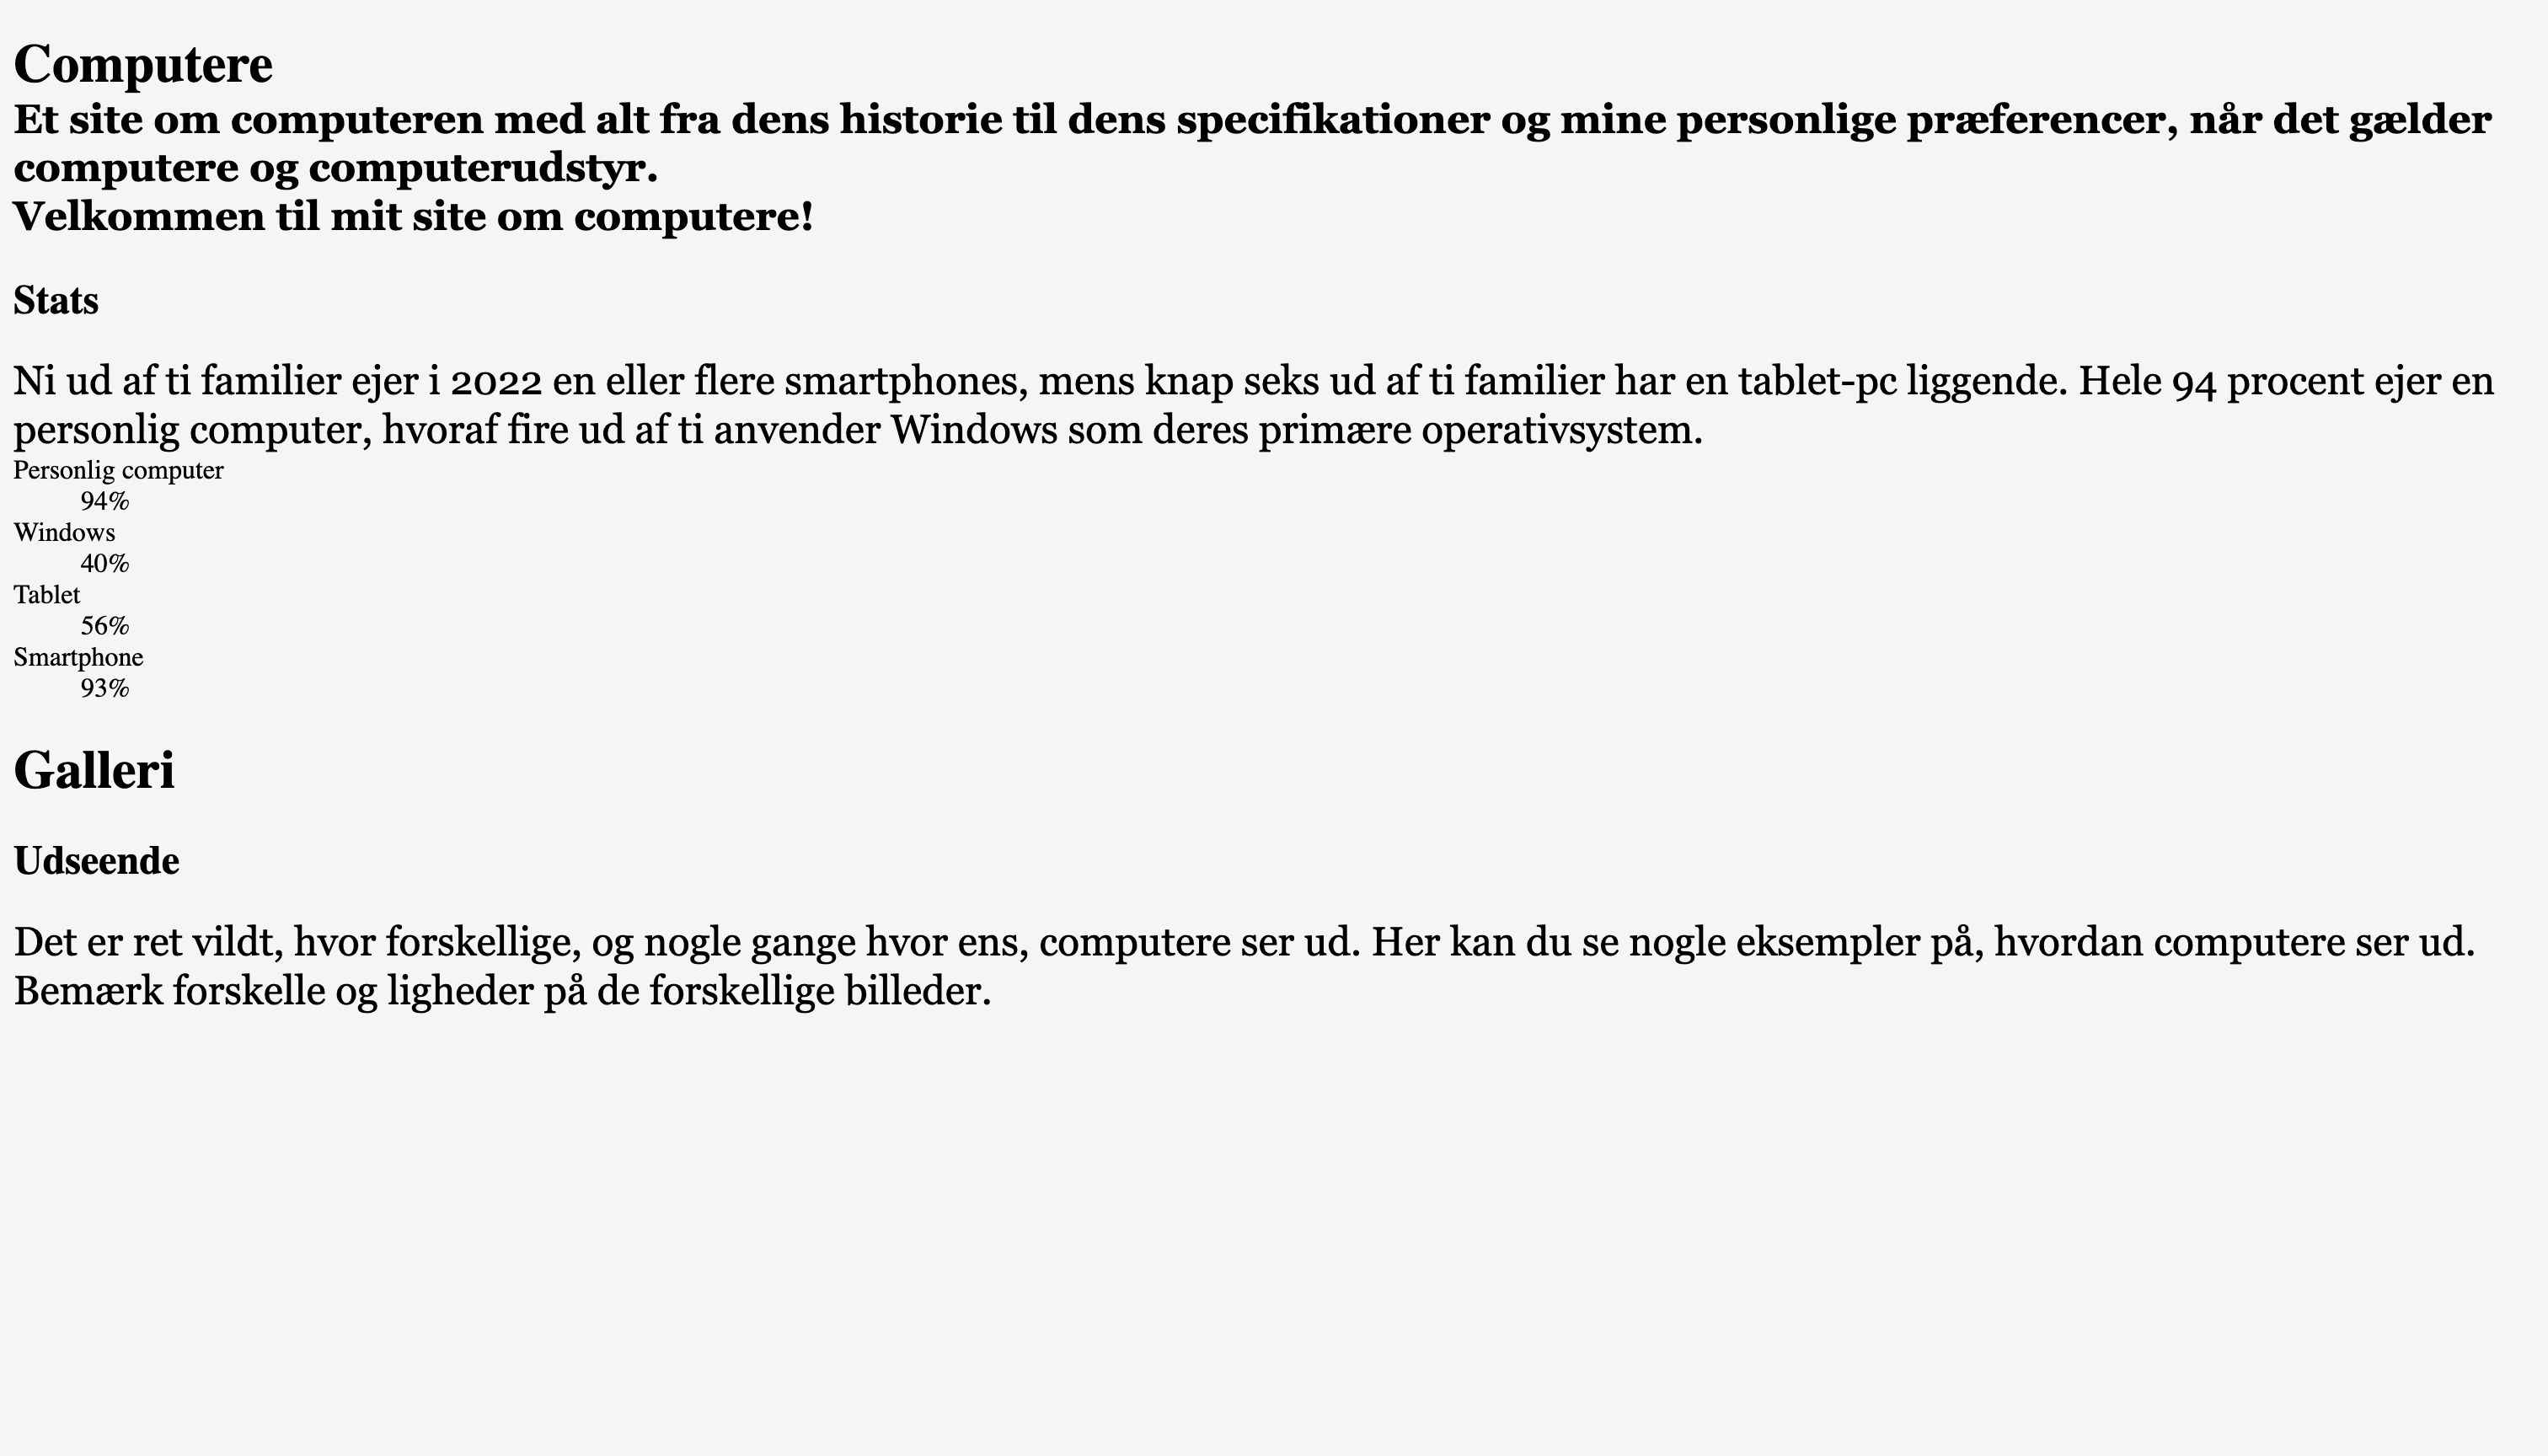 Computere
Et site om computeren med alt fra dens historie til dens specifikationer og mine personlige præferencer, når det gælder
computere og computerudstyr.
Velkommen til mit site om computere!
Stats
Ni ud af ti familier ejer i 2022 en eller flere smartphones, mens knap seks ud af ti familier har en tablet-pc liggende. Hele 94 procent ejer en
personlig computer, hvoraf fire ud af ti anvender Windows som deres primære operativsystem.
Personlig computer
94%
Windows
40%
Tablet
56%
Smartphone
93%
Galleri
Udseende
Det er ret vildt, hvor forskellige, og nogle gange hvor ens, computere ser ud. Her kan du se nogle eksempler på, hvordan computere ser ud.
Bemærk forskelle og ligheder på de forskellige billeder.